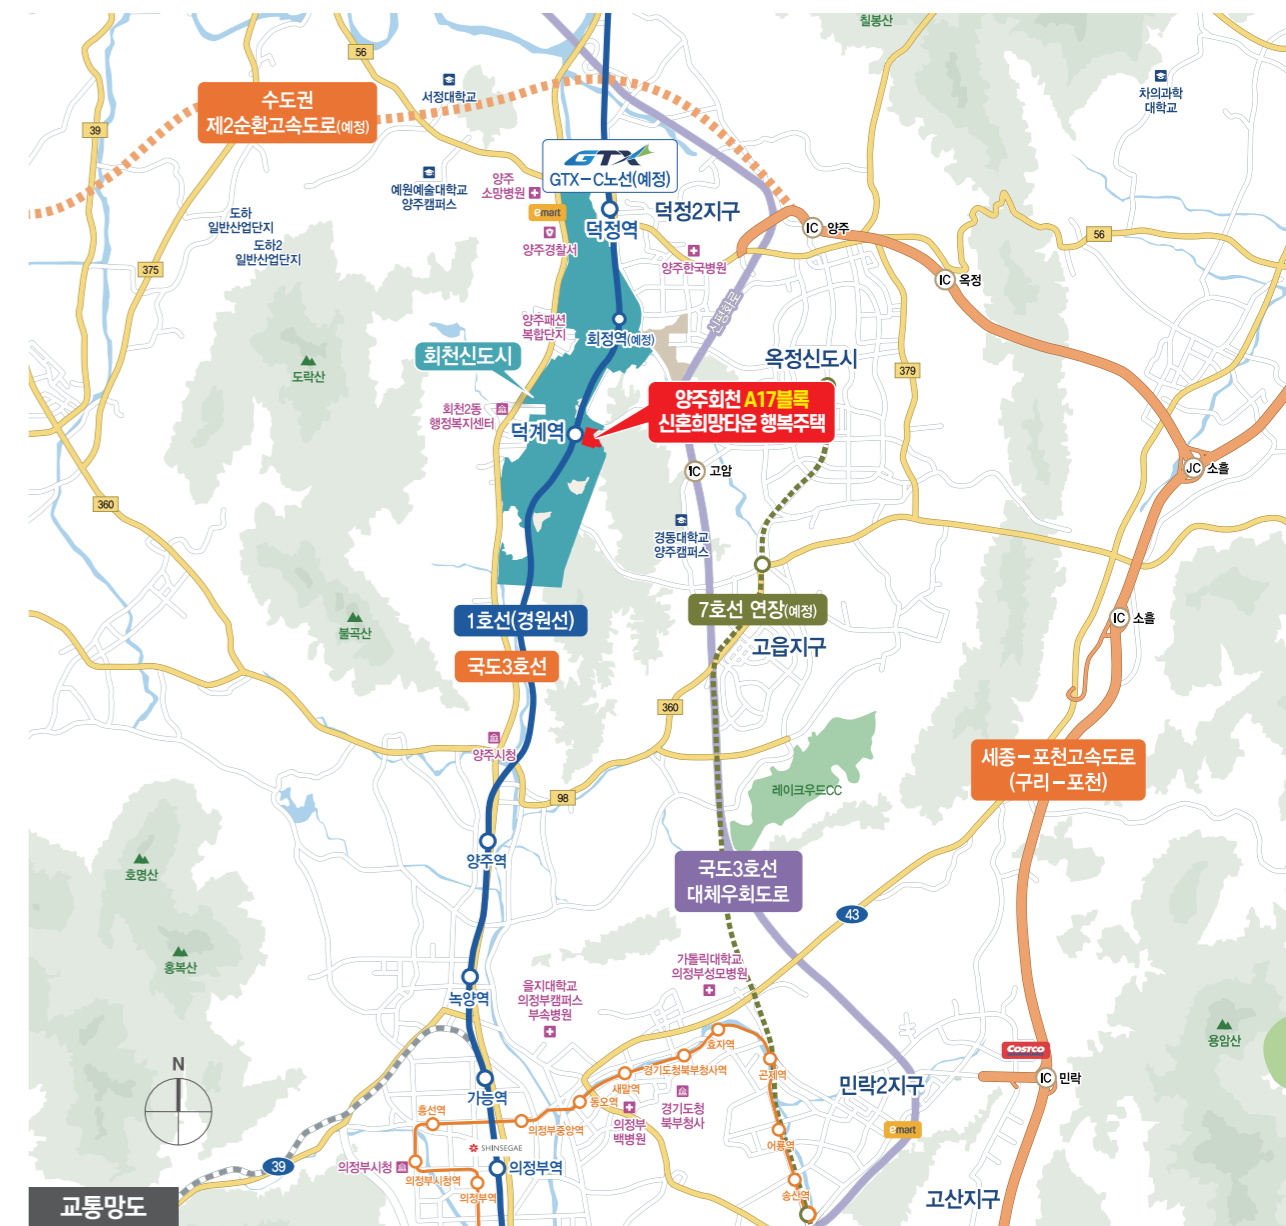 칠봉산
56
서정대학교
차의과학
대학교
수도권
제2순환고속도로(예정)
39
GTX
GTX-C노선(예정)
예원예술대학교
양주캠퍼스
양주
소망병원
emart
덕정역
덕정2지구
도하
일반산업단지
도하2
일반산업단지
양주경찰서
양주한국병원
IC 양주
56
375
IC 옥정
신평화로
양주패션
복합단지
회정역(예정)
회천신도시
옥정신도시
도락산
379
양주회천 A17블록
신혼희망타운 행복주택
회천2동
행정복지센터
덕계역
IC 고암
JC 소흘
360
경동대학교
양주캠퍼스
7호선 연장(예정)
1호선(경원선)
IC 소흘
불곡산
고읍지구
국도3호선
360
양주시청
세종-포천고속도로
(구리-포천)
레이크우드CC
98
양주역
호명산
국도3호선
대체우회도로
43
홍복산
가톨릭대학교
의정부성모병원
녹양역
을지대학교
의정부캠퍼스
부속병원
용암산
COSTCO
N
효자역
경기도청북부청사역
곤제역
새말역
IC 민락
가능역
동오역
민락2지구
흥선역
의정부중앙역
의정부
백병원
경기도청
북부청사
emart
어룡역
SHINSEGAE
39
의정부시청
의정부시청역
의정부역
의정부역
송산역
고산지구
교통망도